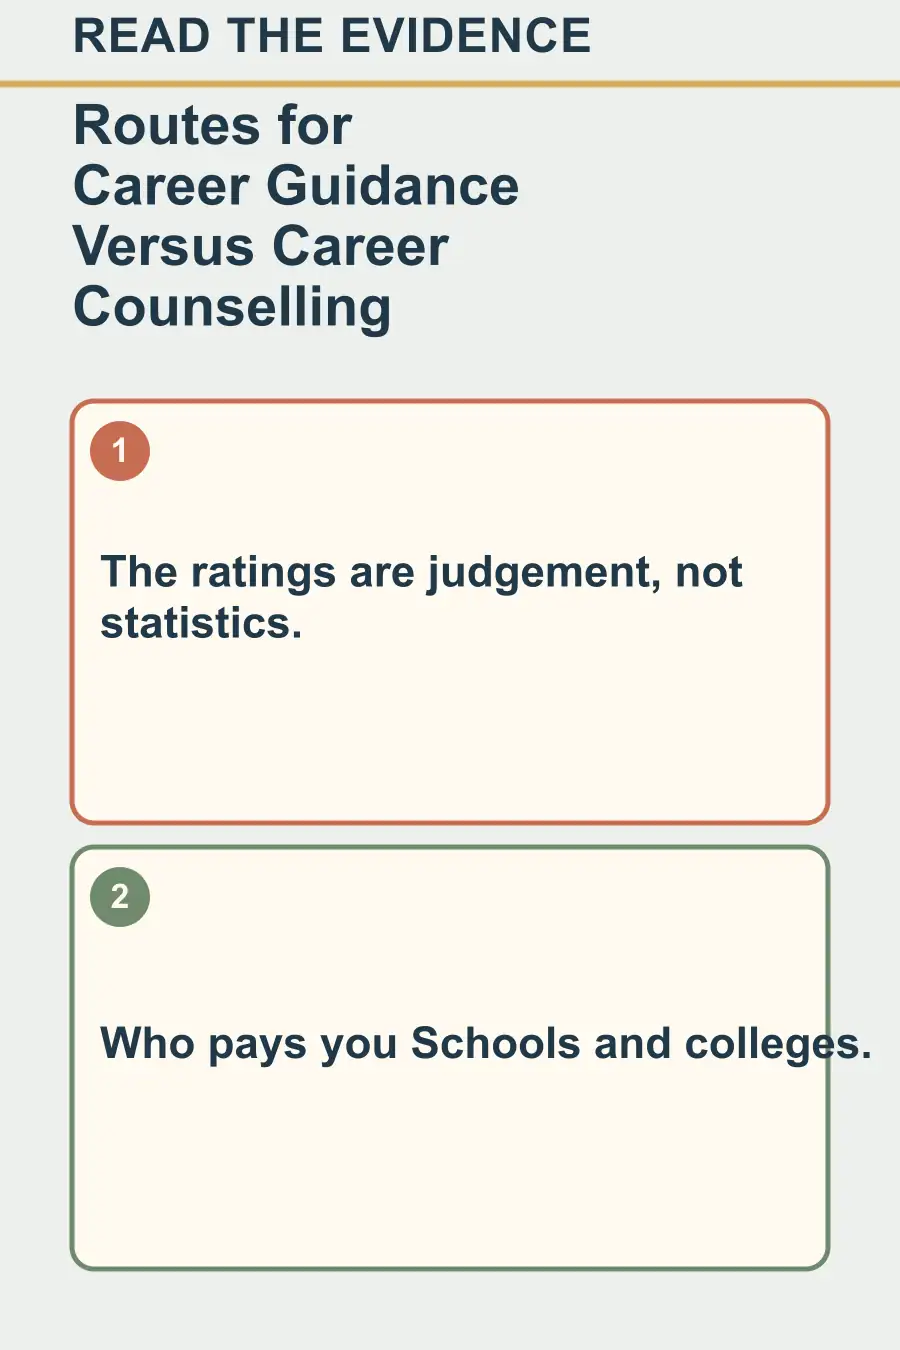 READ THE EVIDENCE
Routes for
Career Guidance
Versus Career
Counselling
1
The ratings are judgement, not
statistics.
2
Who pays you Schools and colleges.